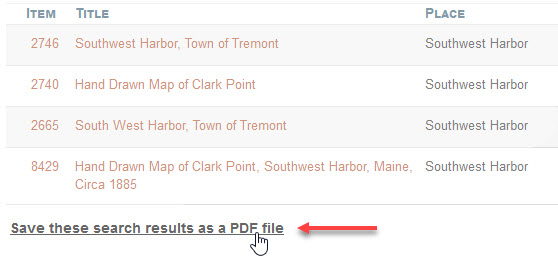 Item Title Place
2746 Southwest Harbor, Town of Tremont Southwest Harbor
2740 Hand Drawn Map of Clark Point Southwest Harbor
2665 South West Harbor, Town of Tremont Southwest Harbor
8429 Hand Drawn Map of Clark Point, Southwest Harbor, Maine, Southwest Harbor
Circa 1885
Save these search results as a PDF file